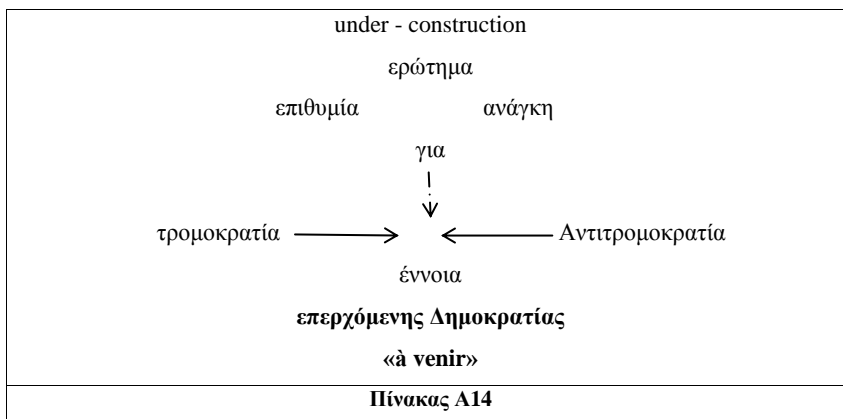 under - construction
ερώτημα
επιθυμία ανάγκη
για
τρομοκρατία Αντιτρομοκρατία
έννοια
επερχόμενης Δημοκρατίας
«à venir»
Πίνακας Α14